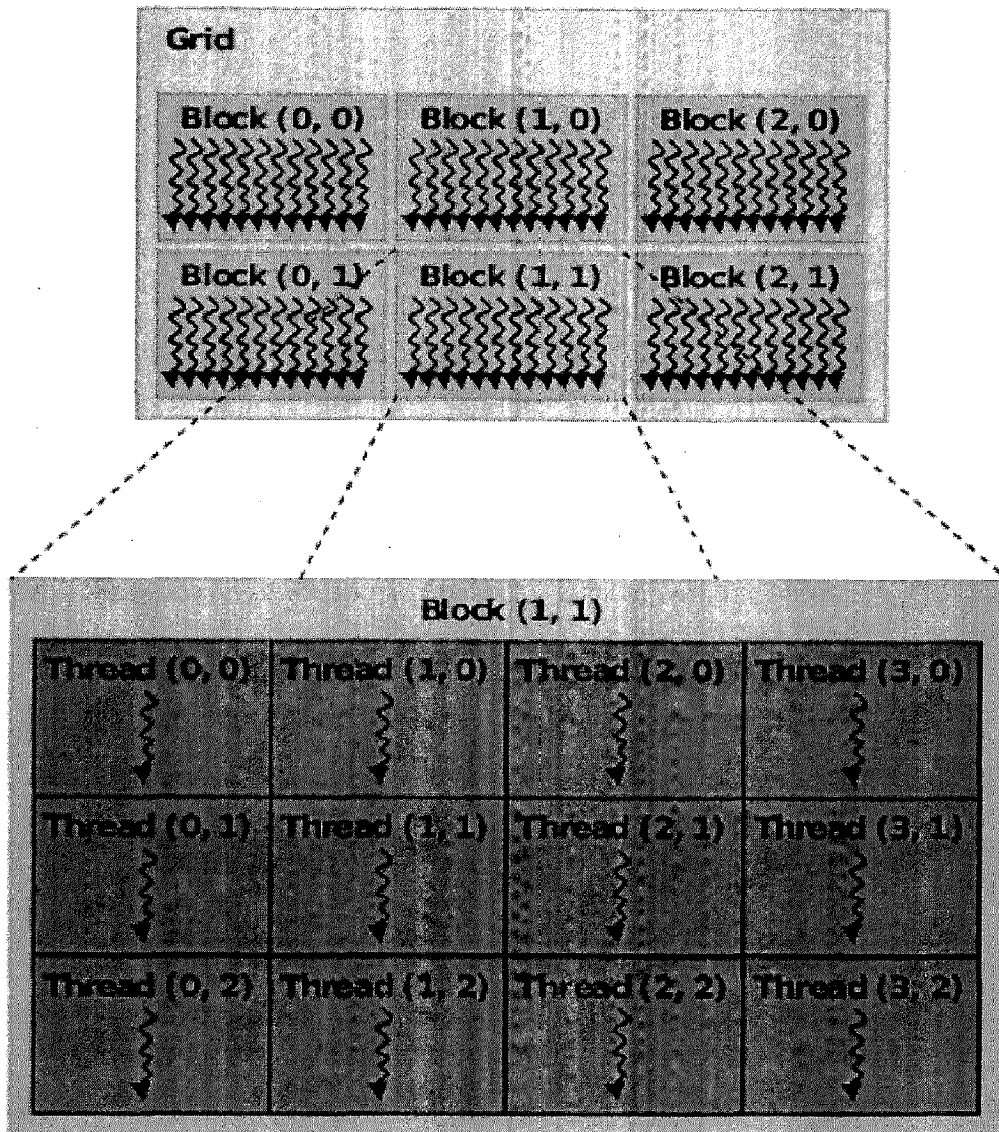 Grid
Block (0, 0) Block (1, 0) Block (2, 0)
Block (0, 1) Block (1, 1) Block (2, 1)
Block (1, 1)
Thread (0, 0) Thread (1, 0) Thread (2, 0) Thread (3, 0)
Thread (0, 1) Thread (1, 1) Thread (2, 1) Thread (3, 1)
Thread (0, 2) Thread (1, 2) Thread (2, 2) Thread (3, 2)